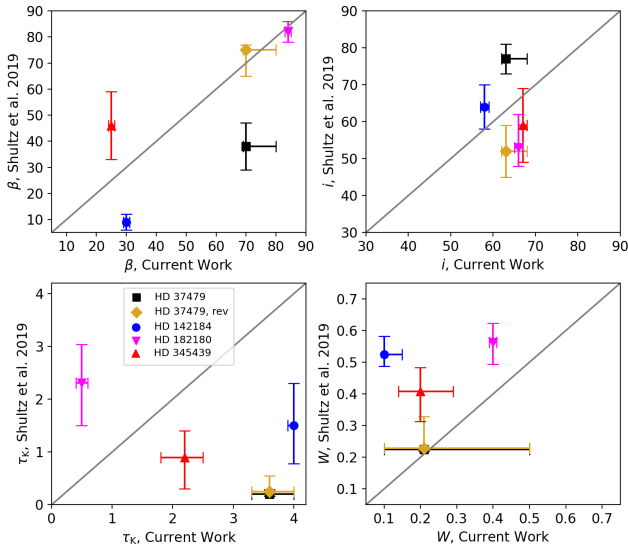 90
80
70
60
50
40
30
20
10
β, Shultz et al. 2019
10 20 30 40 50 60 70 80 90
β, Current Work
90
80
70
60
50
40
30
i, Shultz et al. 2019
30 40 50 60 70 80 90
i, Current Work
4
3
2
1
0
τK, Shultz et al. 2019
HD 37479
HD 37479, rev
HD 142184
HD 182180
HD 345439
0 1 2 3 4
τK, Current Work
0.7
0.6
0.5
0.4
0.3
0.2
0.1
W, Shultz et al. 2019
0.1 0.2 0.3 0.4 0.5 0.6 0.7
W, Current Work